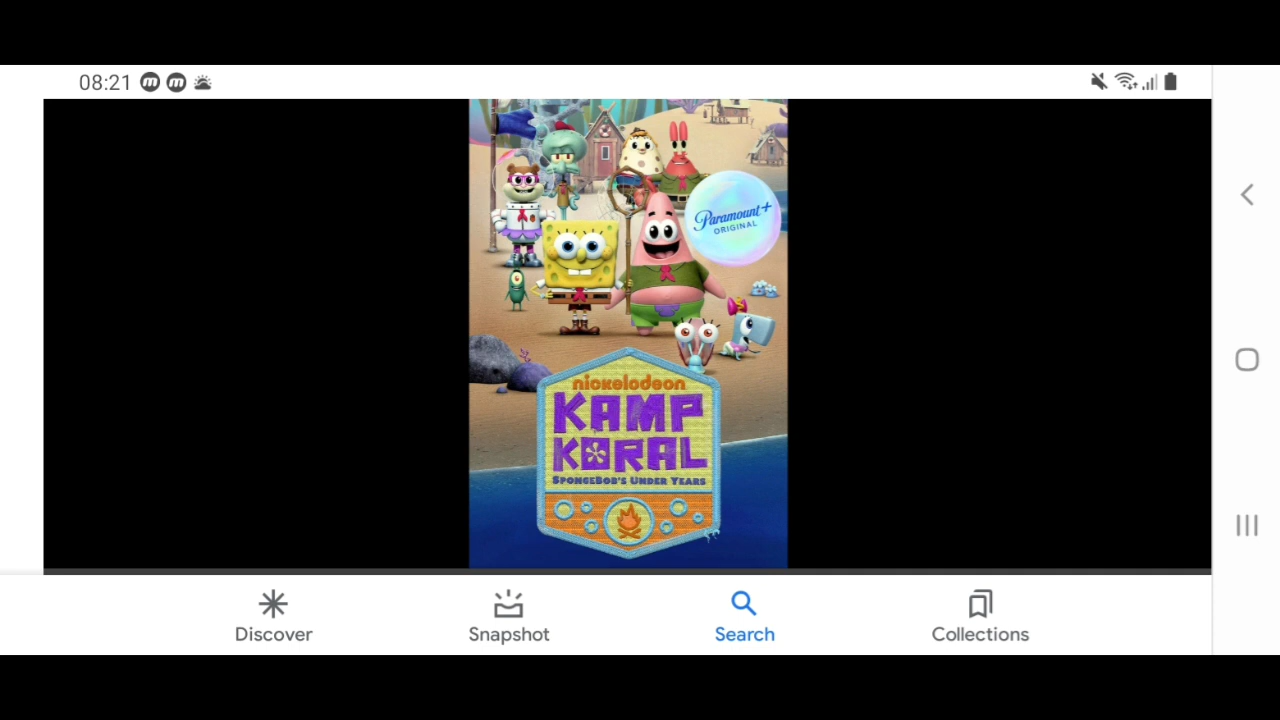 08:21
Paramount+
ORIGINAL
nickelodeon
KAMP
KORAL
SPONGEBOB'S UNDER YEARS
Discover
Snapshot
Search
Collections